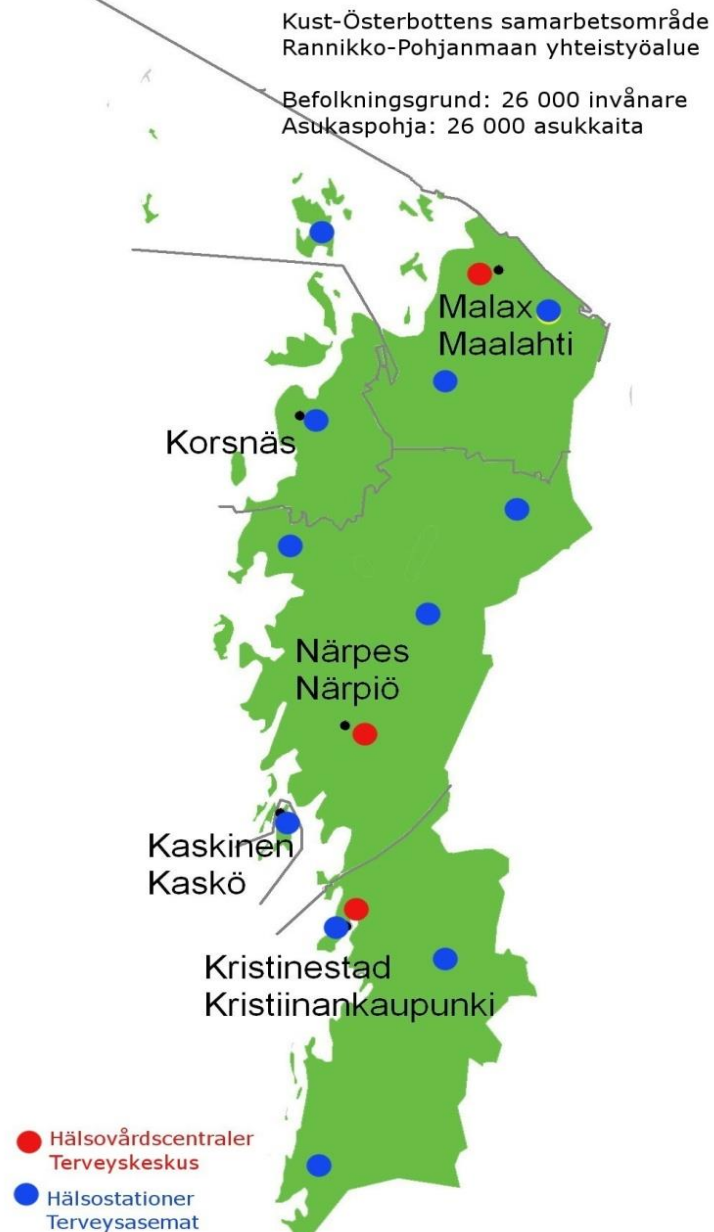 Kust-Österbottens samarbetsområde
Rannikko-Pohjanmaan yhteistyöalue
Befolkningsgrund: 26 000 invånare
Asukaspohja: 26 000 asukkaita
Malax
Maalahti
Korsnäs
Närpes
Närpiö
Kaskinen
Kaskö
Kristinestad
Kristiinankaupunki
Hälsovårdscentraler
Terveyskeskus
Hälsostationer
Terveysasemat